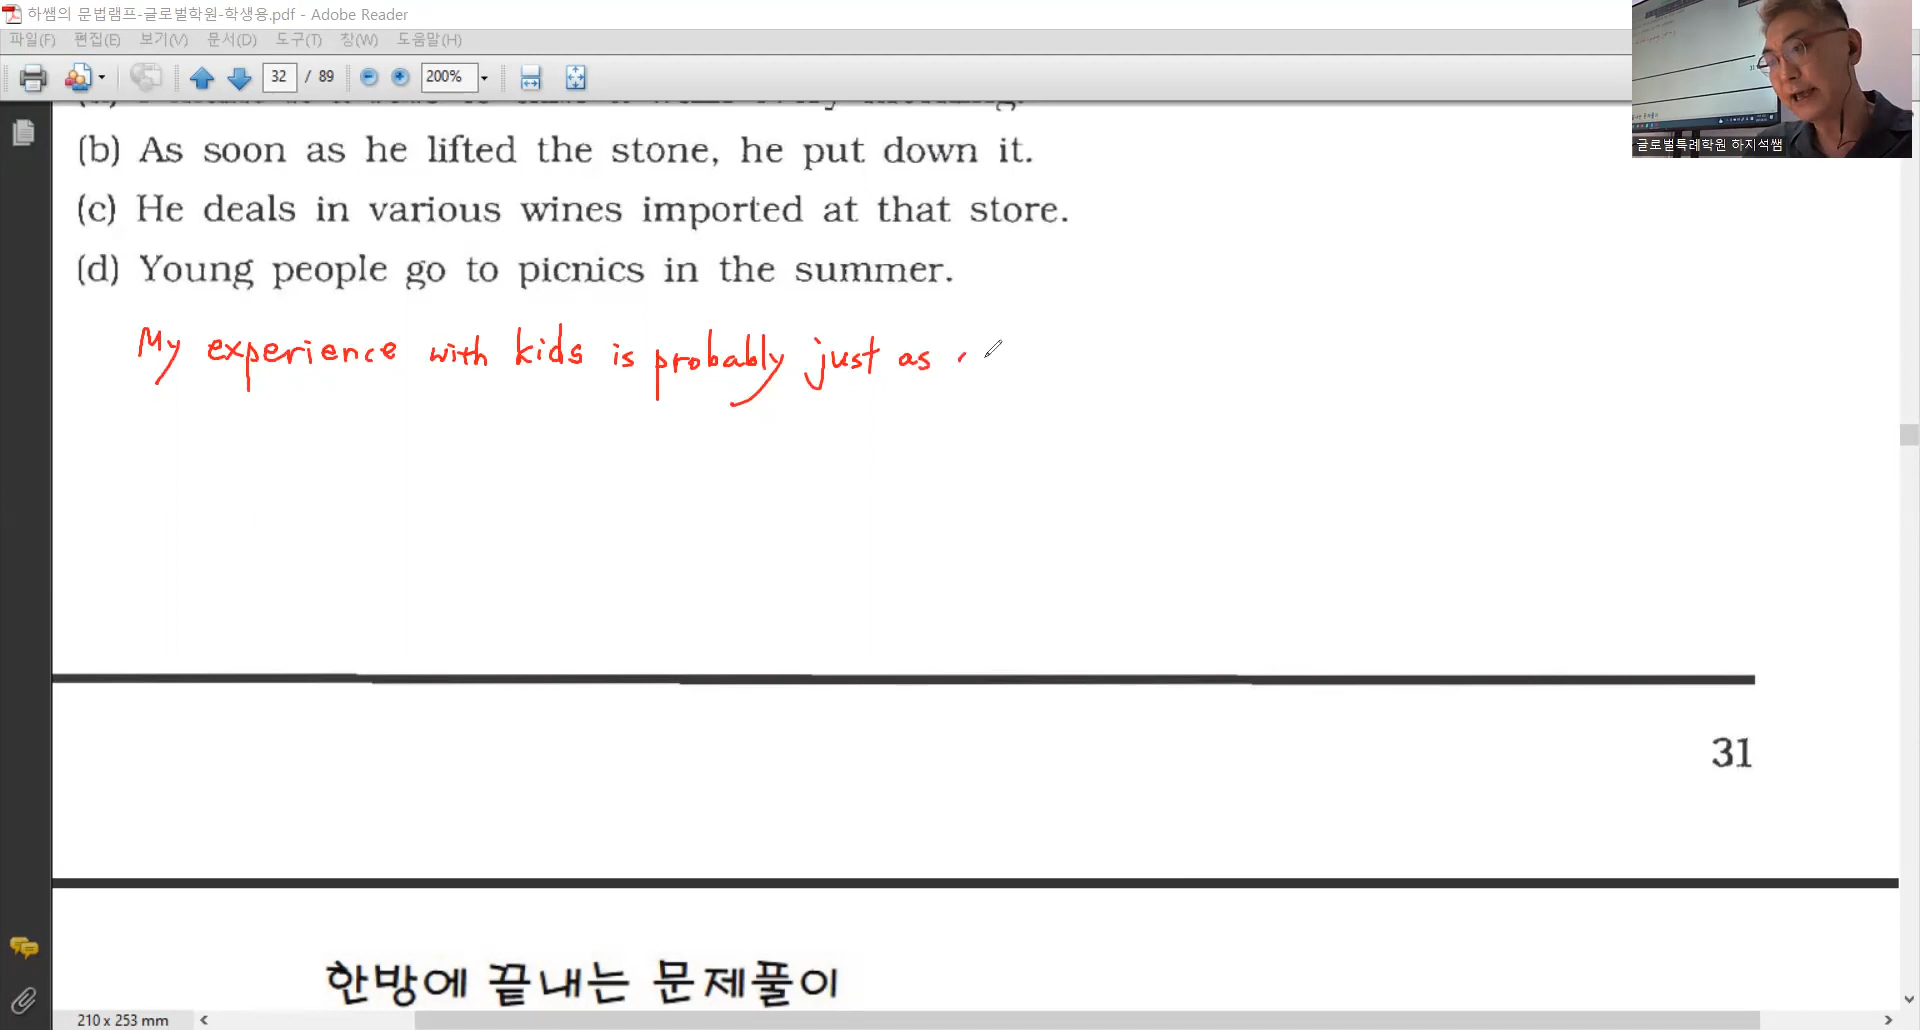 하쌤의 문법램프-글로벌학원-학생용.pdf - Adobe Reader
파일(F) 편집(E) 보기(V) 문서(D) 도구(T) 창(W) 도움말(H)
32 / 89 200%
글로벌특례학원 하지석쌤
(b) As soon as he lifted the stone, he put down it.
(c) He deals in various wines imported at that store.
(d) Young people go to picnics in the summer.
My experience with kids is probably just as
31
한방에 끝내는 문제풀이
210 x 253 mm